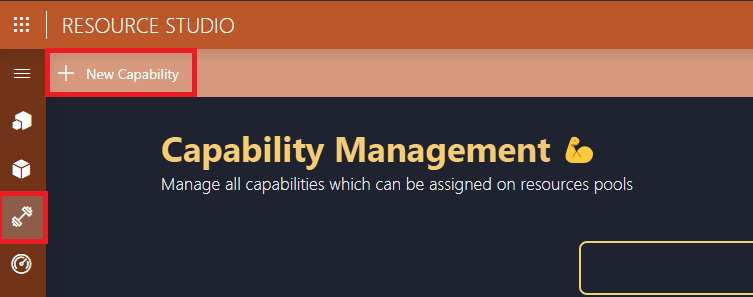 RESOURCE STUDIO
New Capability
Capability Management
Manage all capabilities which can be assigned on resources pools